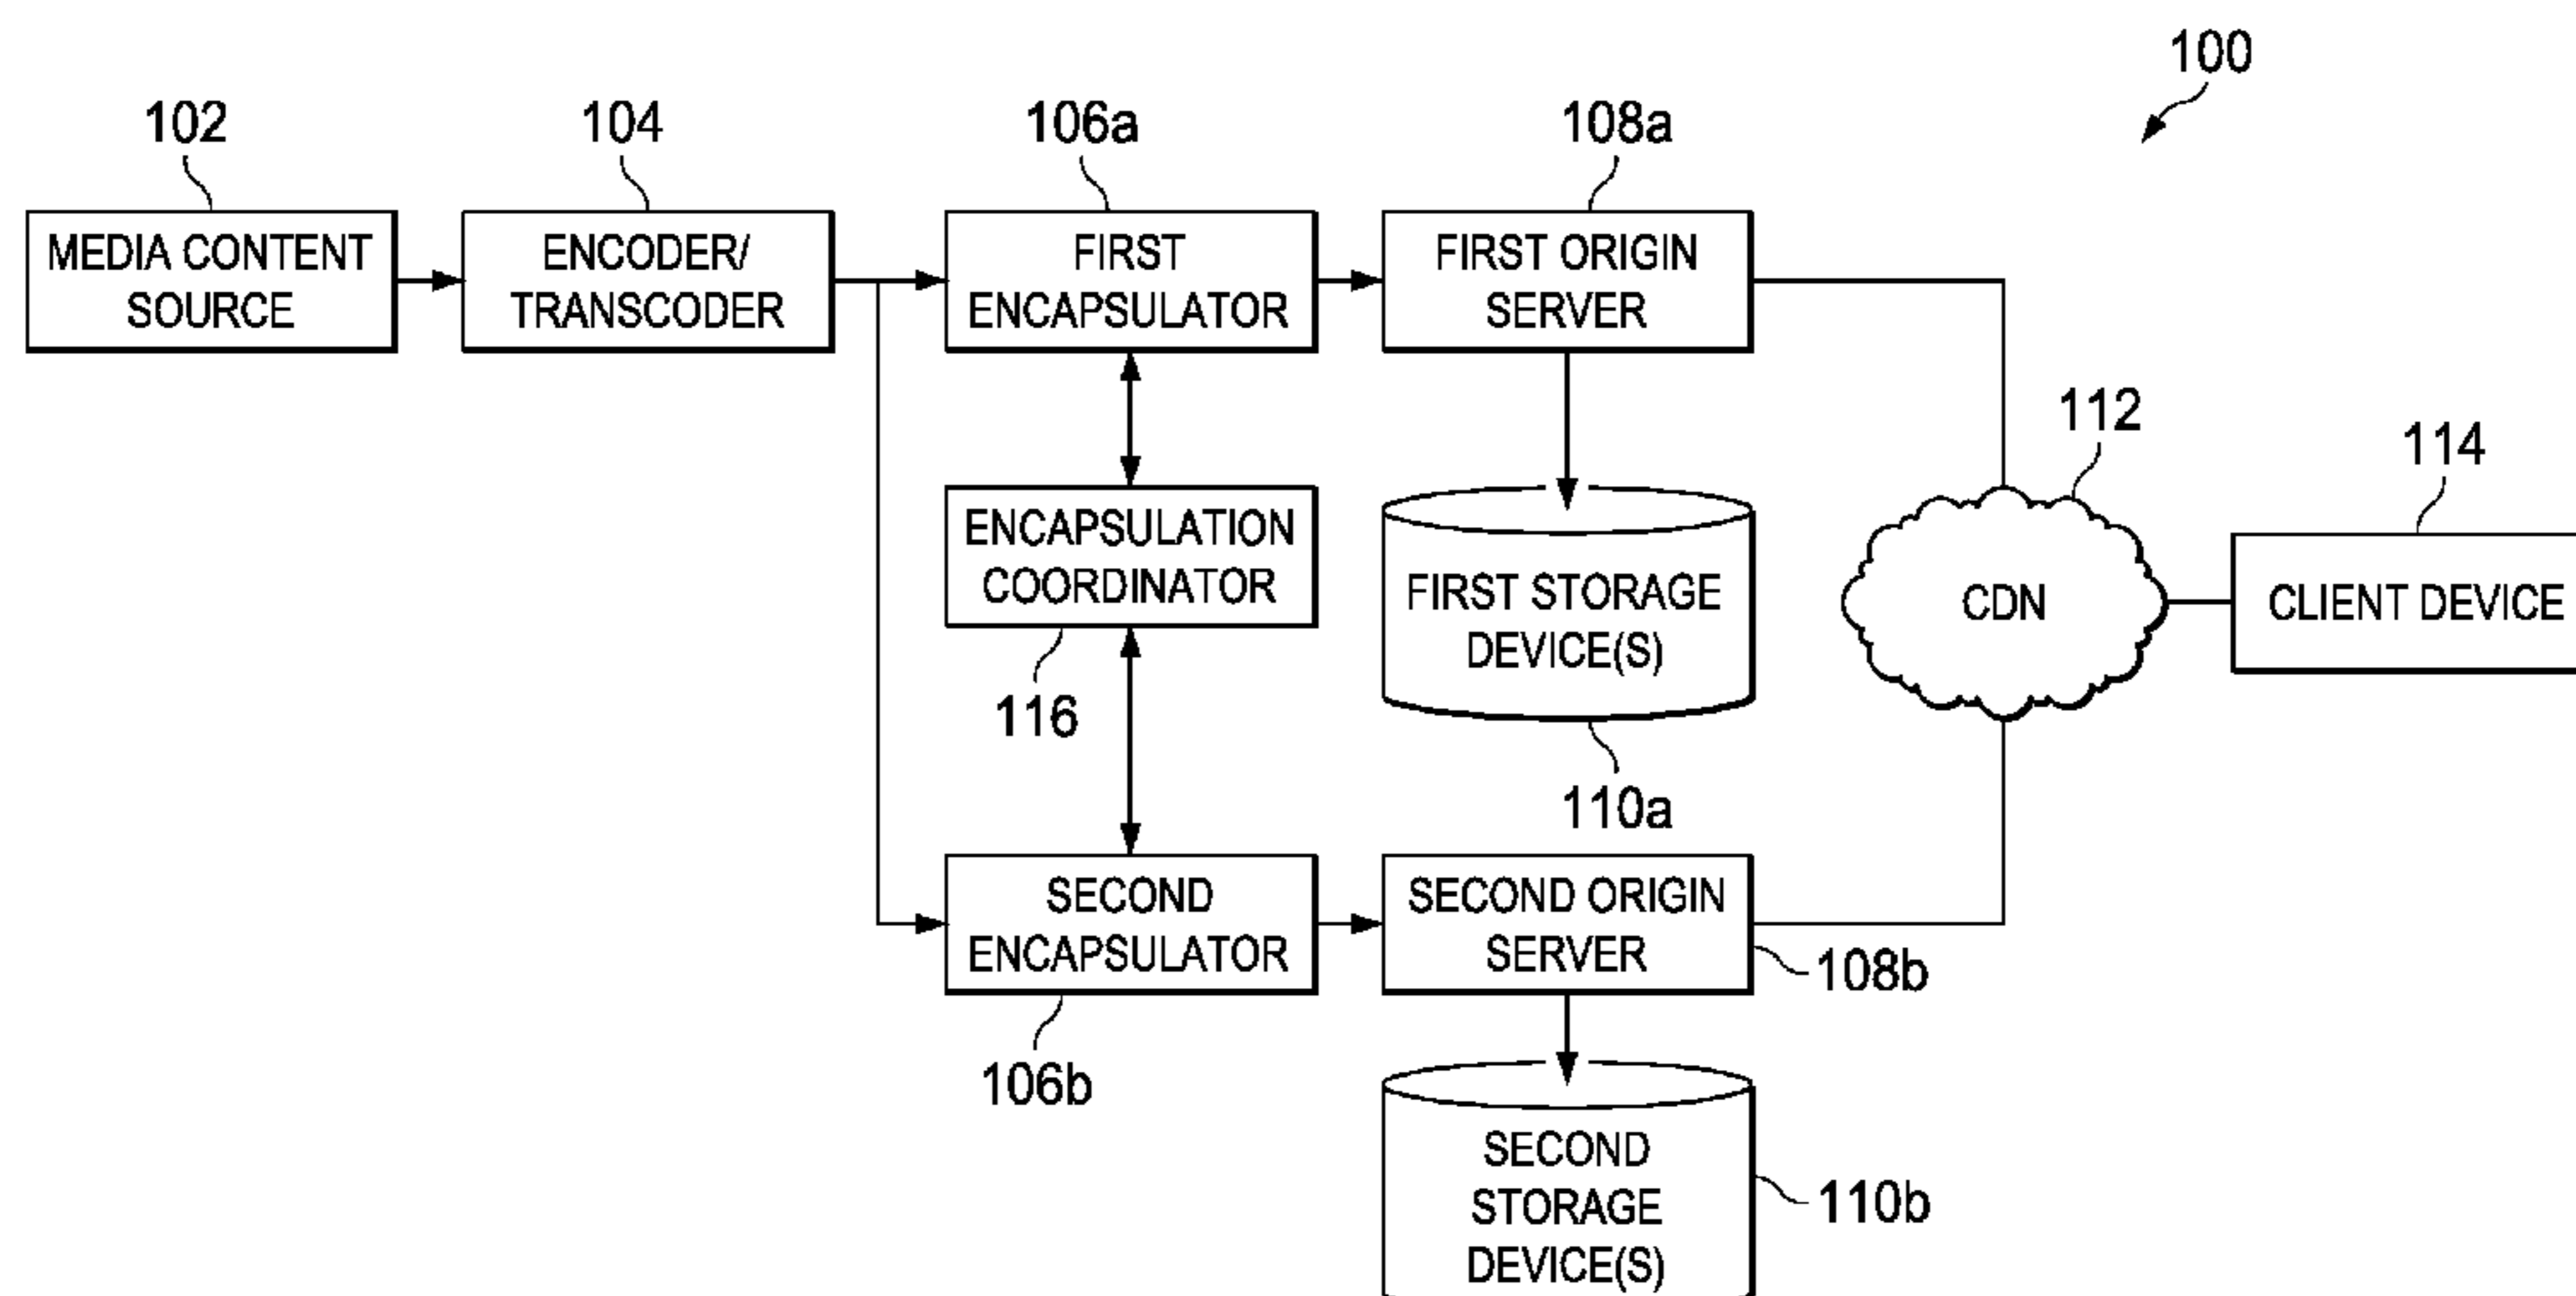 100
102
104
106a
108a
MEDIA CONTENT
SOURCE
ENCODER/
TRANSCODER
FIRST
ENCAPSULATOR
FIRST ORIGIN
SERVER
112
114
ENCAPSULATION
COORDINATOR
116
FIRST STORAGE
DEVICE(S)
110a
CDN
CLIENT DEVICE
SECOND
ENCAPSULATOR
106b
SECOND ORIGIN
SERVER
108b
SECOND
STORAGE
DEVICE(S)
110b